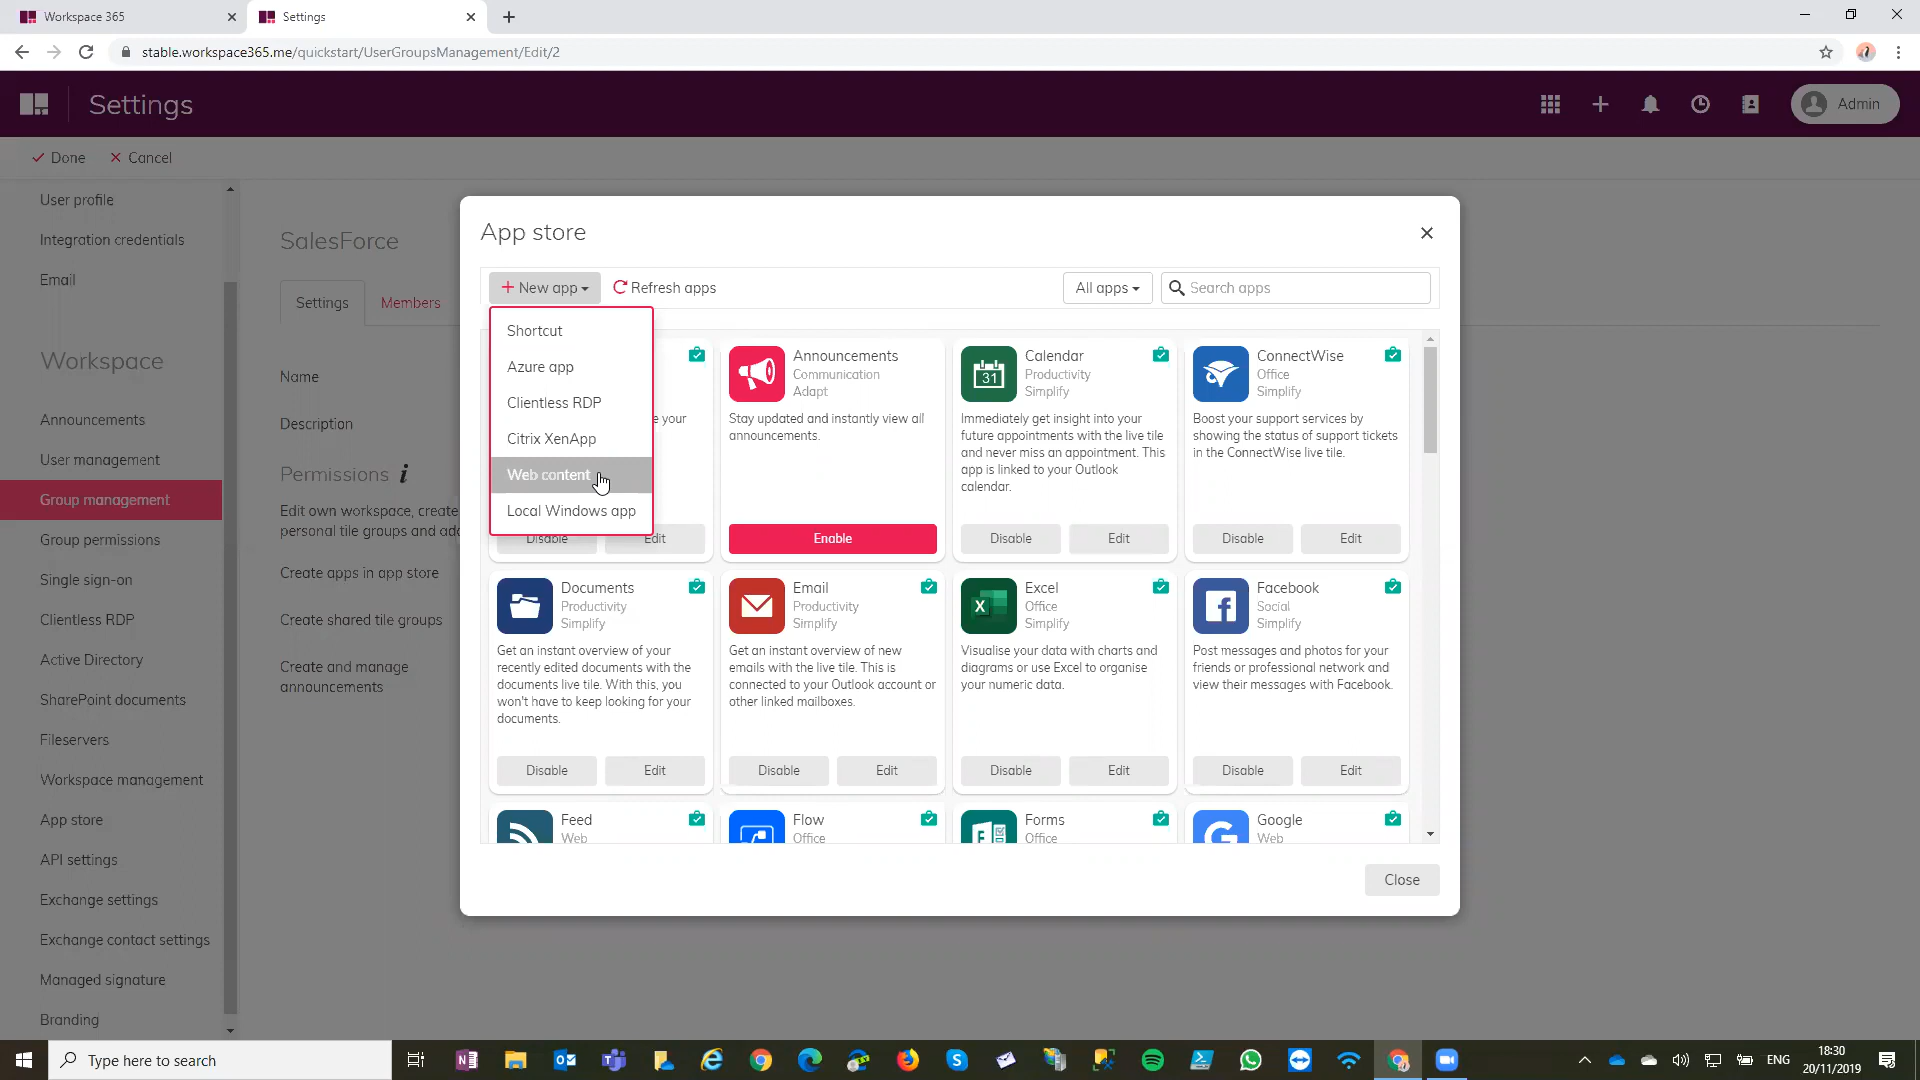 Workspace 365
Settings
stable.workspace365.me/quickstart/UserGroupsManagement/Edit/2
Settings
Admin
Done
Cancel
User profile
Integration credentials
Email
Workspace
Announcements
User management
Group management
Group permissions
Single sign-on
Clientless RDP
Active Directory
SharePoint documents
Fileservers
Workspace management
App store
API settings
Exchange settings
Exchange contact settings
Managed signature
Branding
SalesForce
Settings
Members
Name
Description
Permissions i
Edit own workspace, create
personal tile groups and add
Create apps in app store
Create shared tile groups
Create and manage
announcements
App store
New app
Refresh apps
All apps
Search apps
Shortcut
Azure app
Clientless RDP
Citrix XenApp
Web content
Local Windows app
e your
Disable
Edit
Announcements
Communication
Adapt
Stay updated and instantly view all
announcements.
Enable
Calendar
Productivity
Simplify
31
Immediately get insight into your
future appointments with the live tile
and never miss an appointment. This
app is linked to your Outlook
calendar.
Disable
Edit
ConnectWise
Office
Simplify
Boost your support services by
showing the status of support tickets
in the ConnectWise live tile.
Disable
Edit
Documents
Productivity
Simplify
Get an instant overview of your
recently edited documents with the
documents live tile. With this, you
won't have to keep looking for your
documents.
Disable
Edit
Email
Productivity
Simplify
Get an instant overview of new
emails with the live tile. This is
connected to your Outlook account or
other linked mailboxes.
Disable
Edit
Excel
Office
Simplify
Visualise your data with charts and
diagrams or use Excel to organise
your numeric data.
Disable
Edit
Facebook
Social
Simplify
Post messages and photos for your
friends or professional network and
view their messages with Facebook.
Disable
Edit
Feed
Web
Flow
Office
Forms
Office
Google
Web
Close
Type here to search
ENG
18:30
20/11/2019